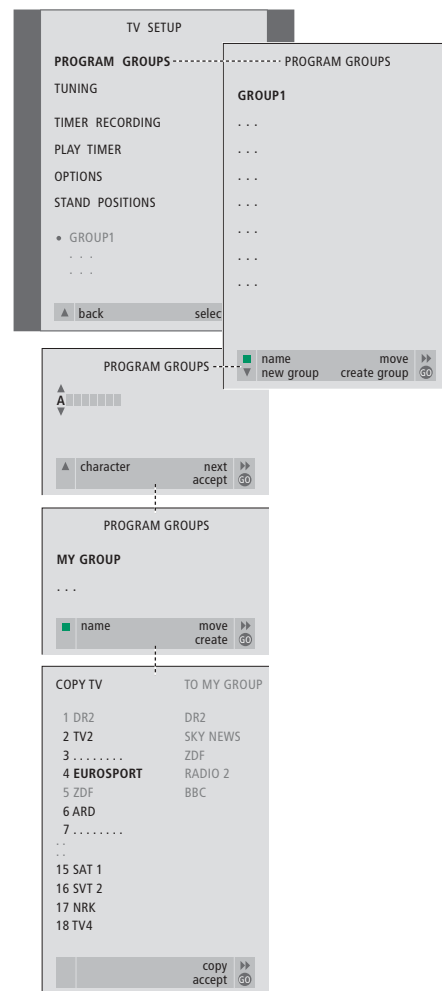 TV SETUP
PROGRAM GROUPS
TUNING
TIMER RECORDING
PLAY TIMER
OPTIONS
STAND POSITIONS
• GROUP1
. . .
. . .
back selec
PROGRAM GROUPS
GROUP1
. . .
. . .
. . .
. . .
. . .
. . .
. . .
name move
new group create group GO
PROGRAM GROUPS
A
character next
accept GO
PROGRAM GROUPS
MY GROUP
. . .
name move
create GO
COPY TV TO MY GROUP
1 DR2 DR2
2 TV2 SKY NEWS
3 . . . . . . . . ZDF
4 EUROSPORT RADIO 2
5 ZDF BBC
6 ARD
7 . . . . . . . .
: :
15 SAT 1
16 SVT 2
17 NRK
18 TV4
copy
accept GO